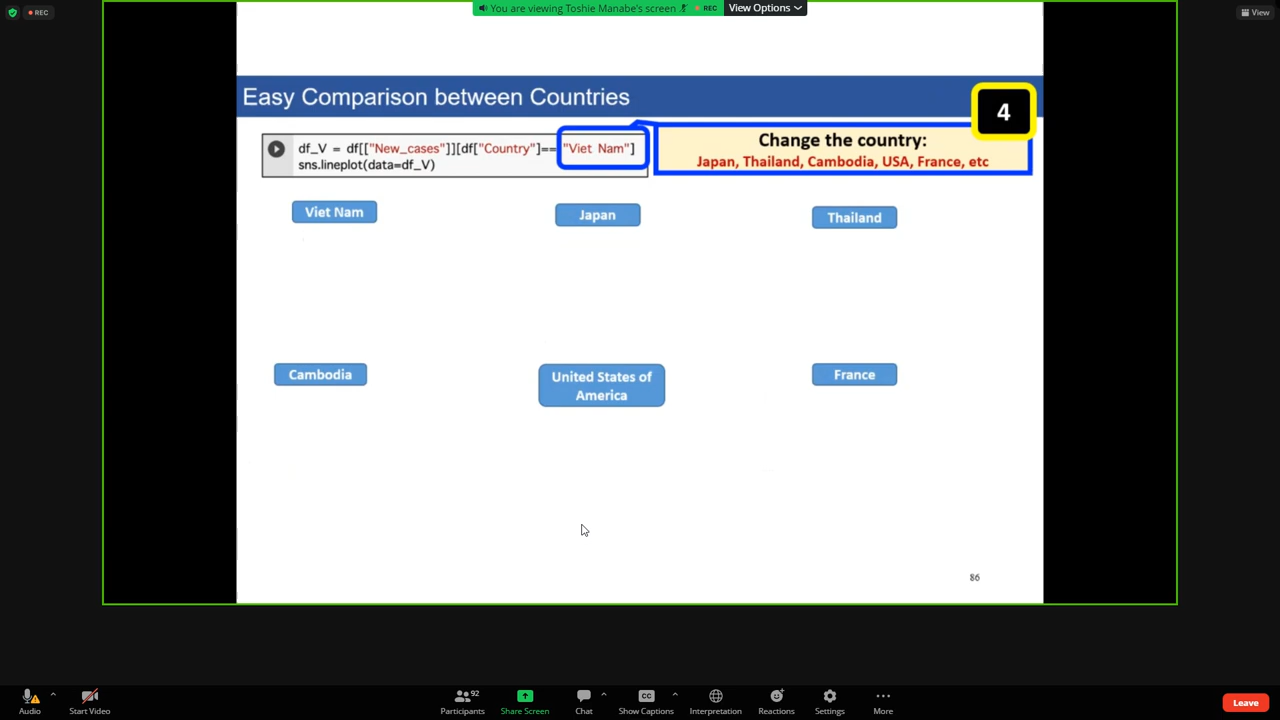 You are viewing Toshie Manabe's screen
REC
View Options
REC
View
Easy Comparison between Countries
4
df_V = df[["New_cases"]][df["Country"]=="Viet Nam"]
sns.lineplot(data=df_V)
Change the country:
Japan, Thailand, Cambodia, USA, France, etc
Viet Nam
Japan
Thailand
Cambodia
United States of
America
France
86
92
CC
Audio
Start Video
Participants
Share Screen
Chat
Show Captions
Interpretation
Reactions
Settings
More
Leave